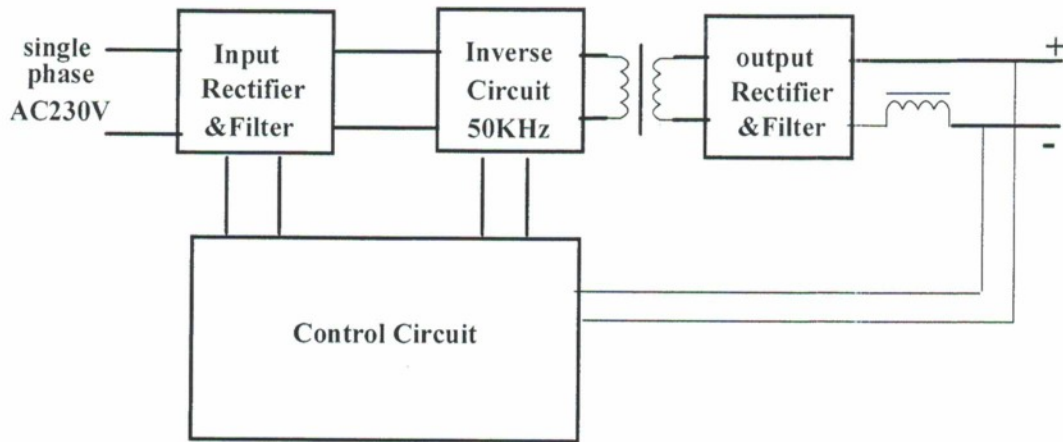 single
phase
AC230V
Input
Rectifier
&Filter
Inverse
Circuit
50KHz
output
Rectifier
&Filter
+
-
Control Circuit